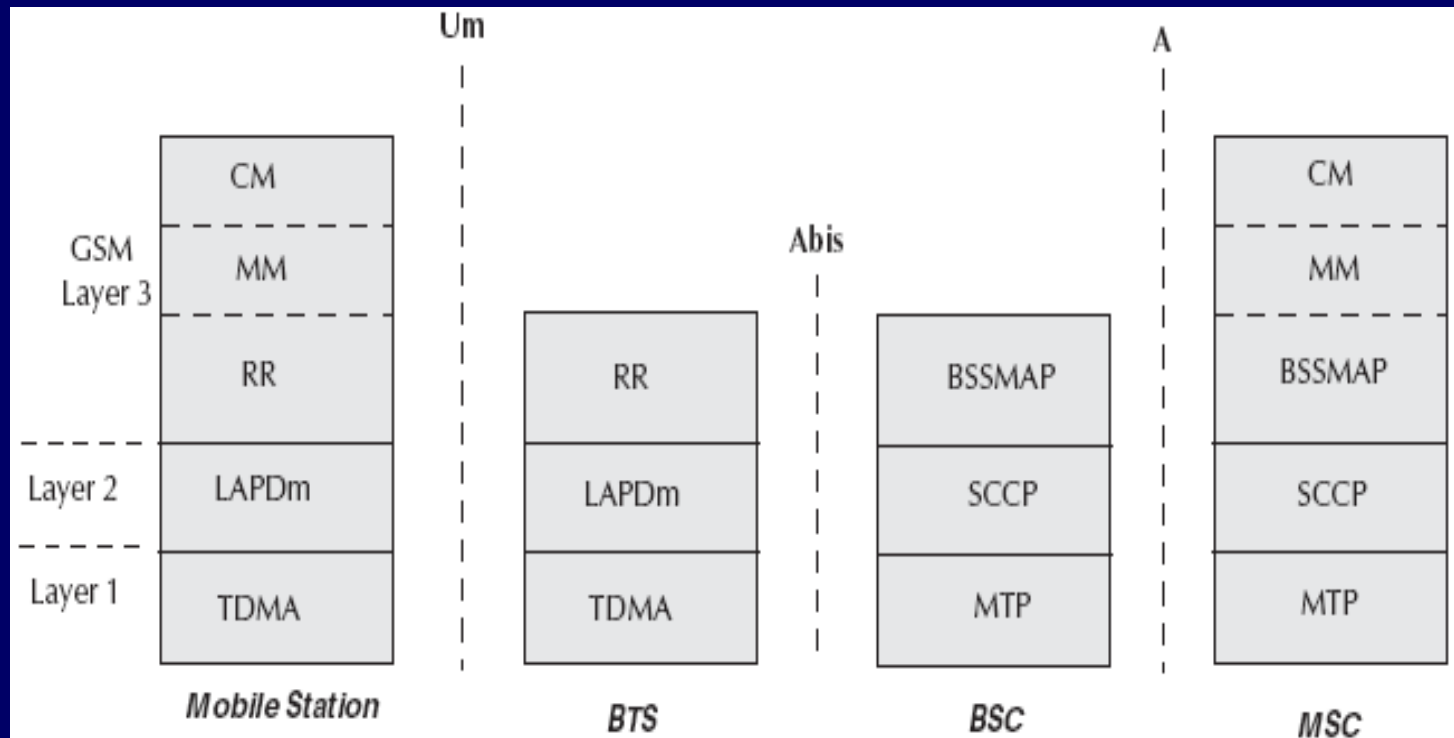 Um
A
Abis
GSM
Layer 3
Layer 2
Layer 1
CM
MM
RR
LAPDm
TDMA
Mobile Station
RR
LAPDm
TDMA
BTS
BSSMAP
SCCP
MTP
BSC
CM
MM
BSSMAP
SCCP
MTP
MSC